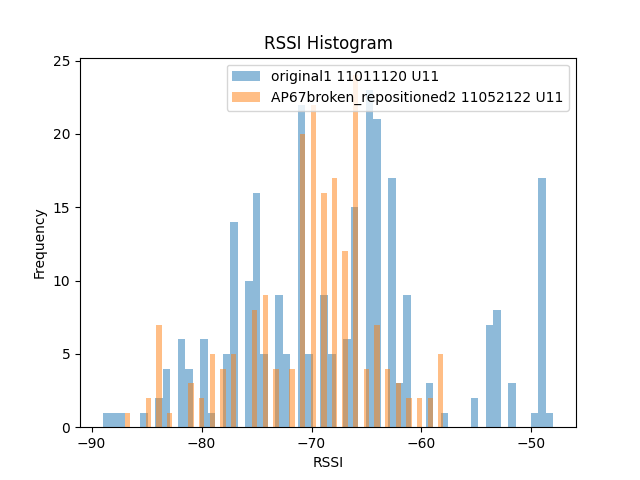 RSSI Histogram
original1 11011120 U11
AP67broken_repositioned2 11052122 U11
25
20
15
10
5
0
Frequency
−90 −80 −70 −60 −50
RSSI